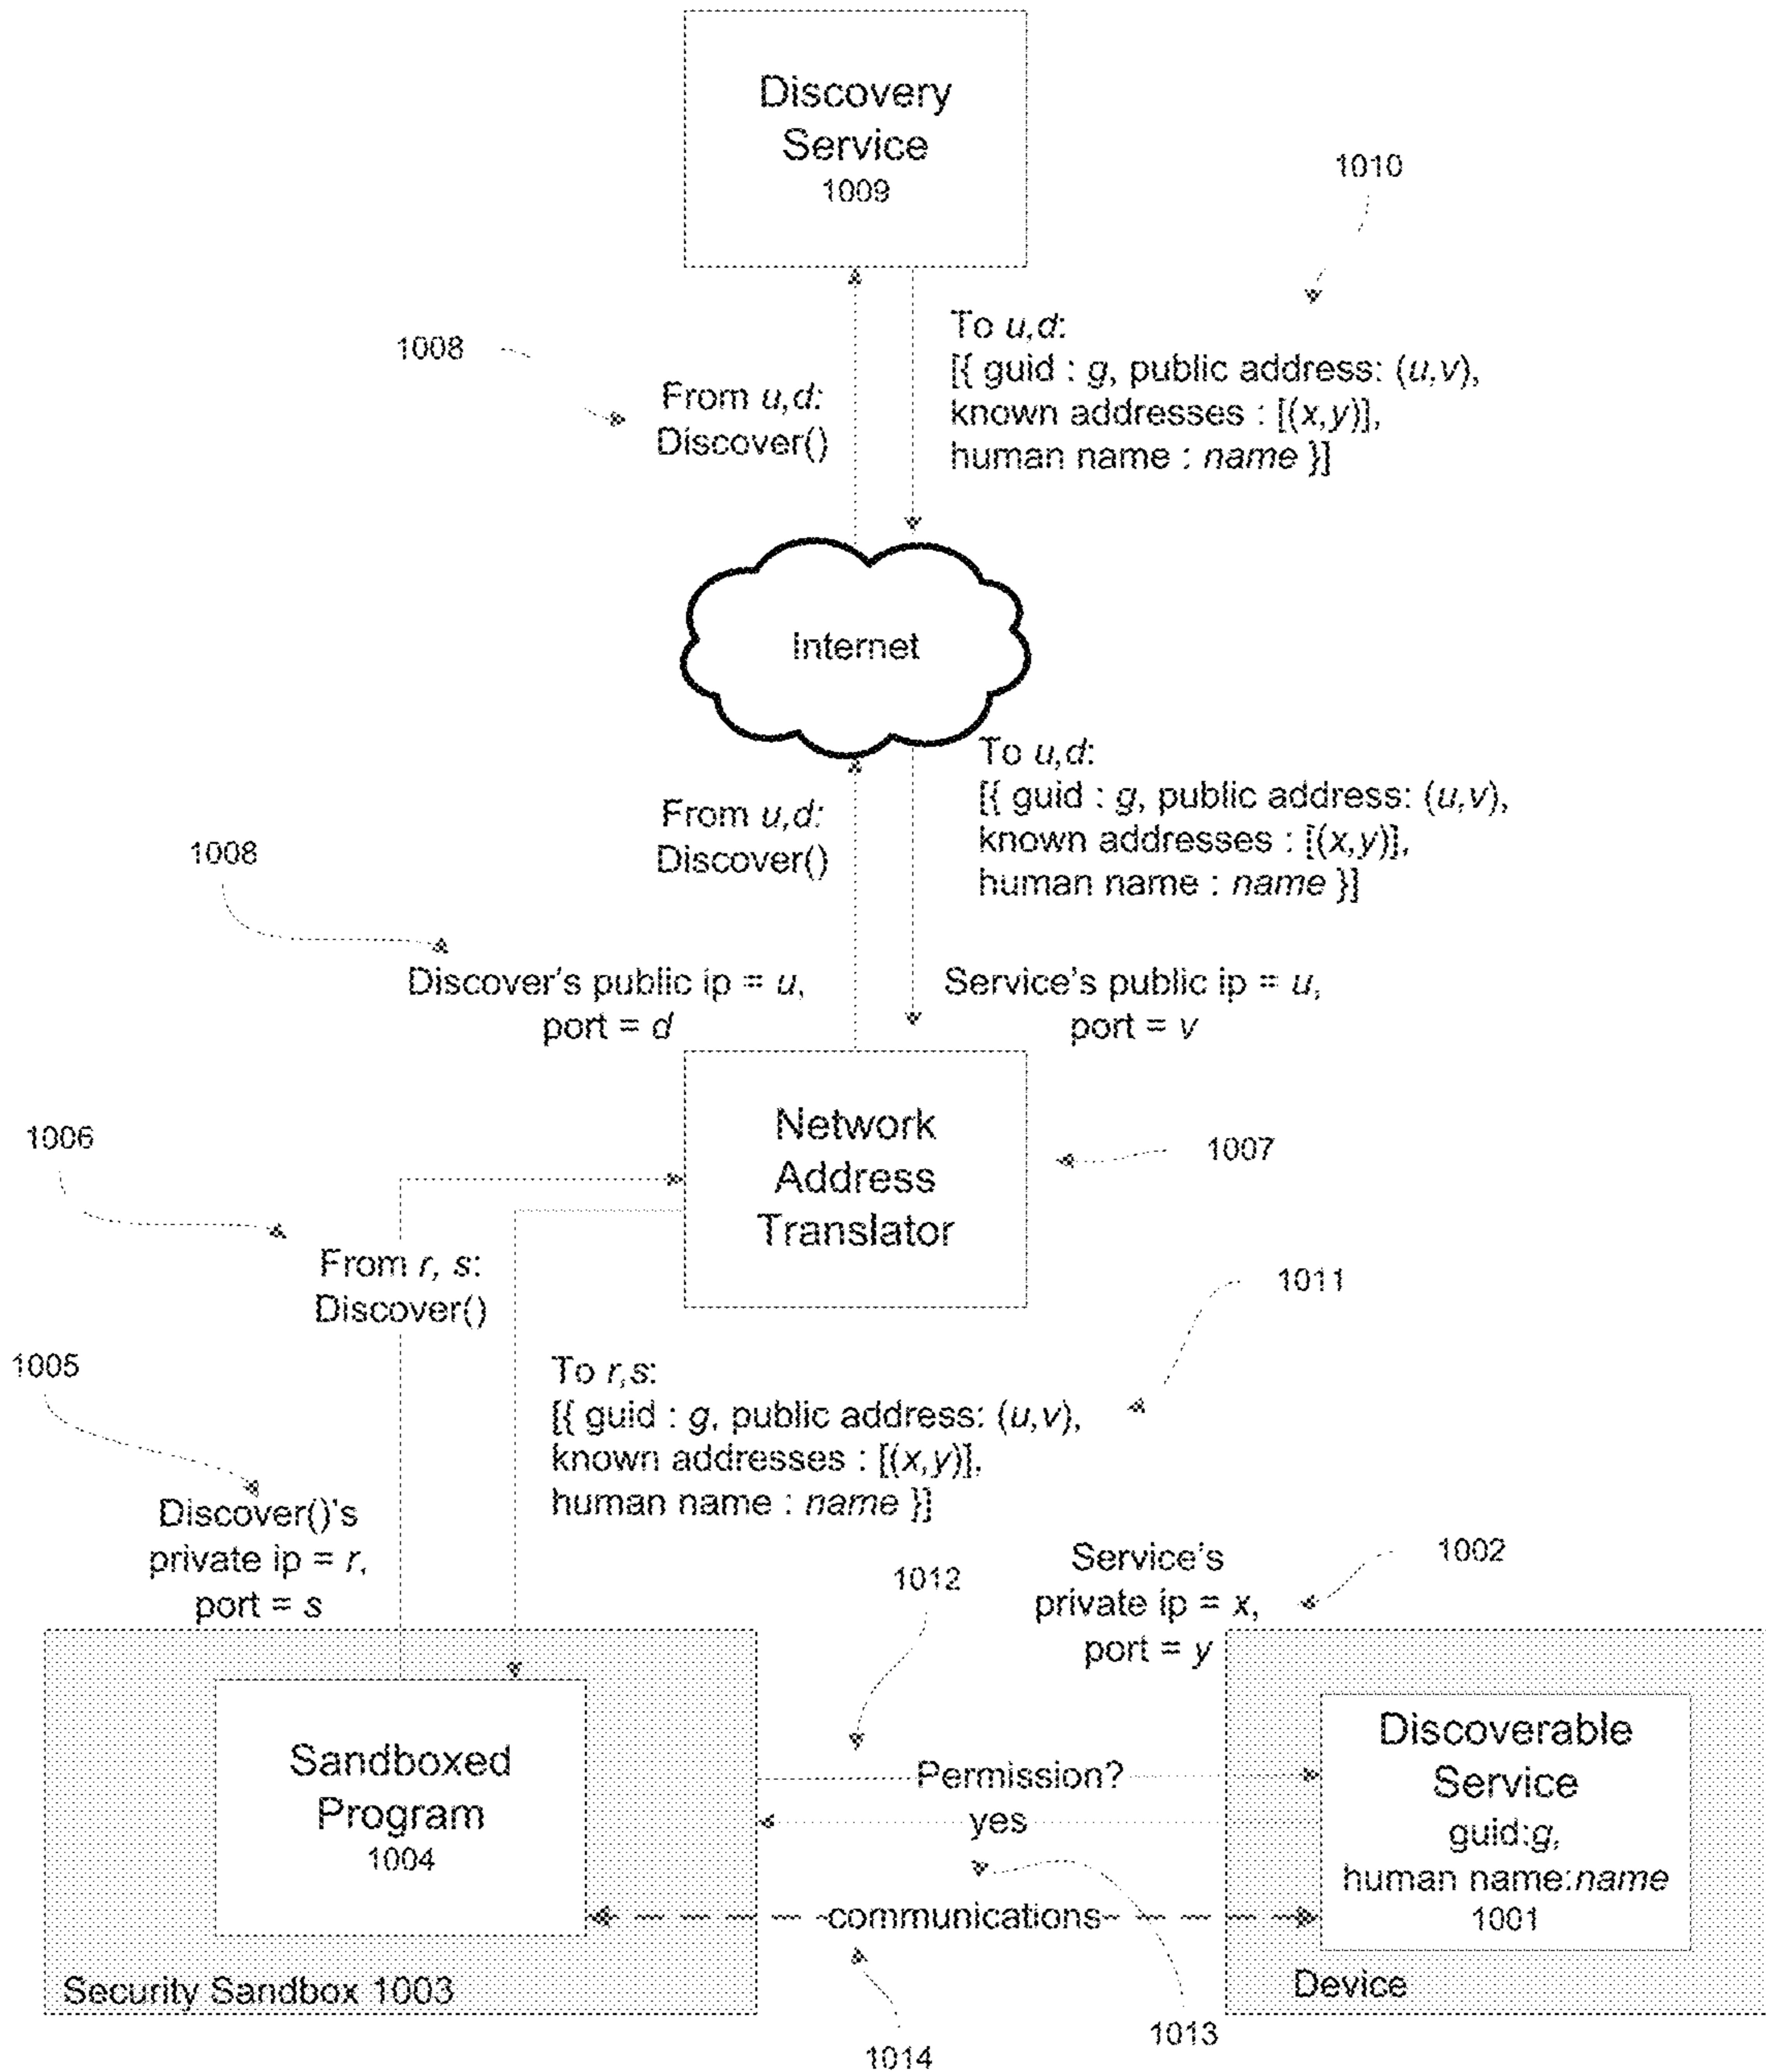 Discovery
Service
1009
1010
1008
From u,d:
Discover()
To u,d:
[{ guid : g, public address: (u,v),
known addresses : [(x,y)],
human name : name }]
Internet
From u,d:
Discover()
To u,d:
[{ guid : g, public address: (u,v),
known addresses : [(x,y)],
human name : name }]
1008
Discover's public ip = u,
port = d
Service's public ip = u,
port = v
1006
Network
Address
Translator
1007
From r, s:
Discover()
1011
1005
To r,s:
[{ guid : g, public address: (u,v),
known addresses : [(x,y)],
human name : name }]
Discover()'s
private ip = r,
port = s
1012
Service's
private ip = x,
port = y
1002
Sandboxed
Program
1004
Permission?
yes
communications
Discoverable
Service
guid:g,
human name:name
1001
Security Sandbox 1003
Device
1014
1013